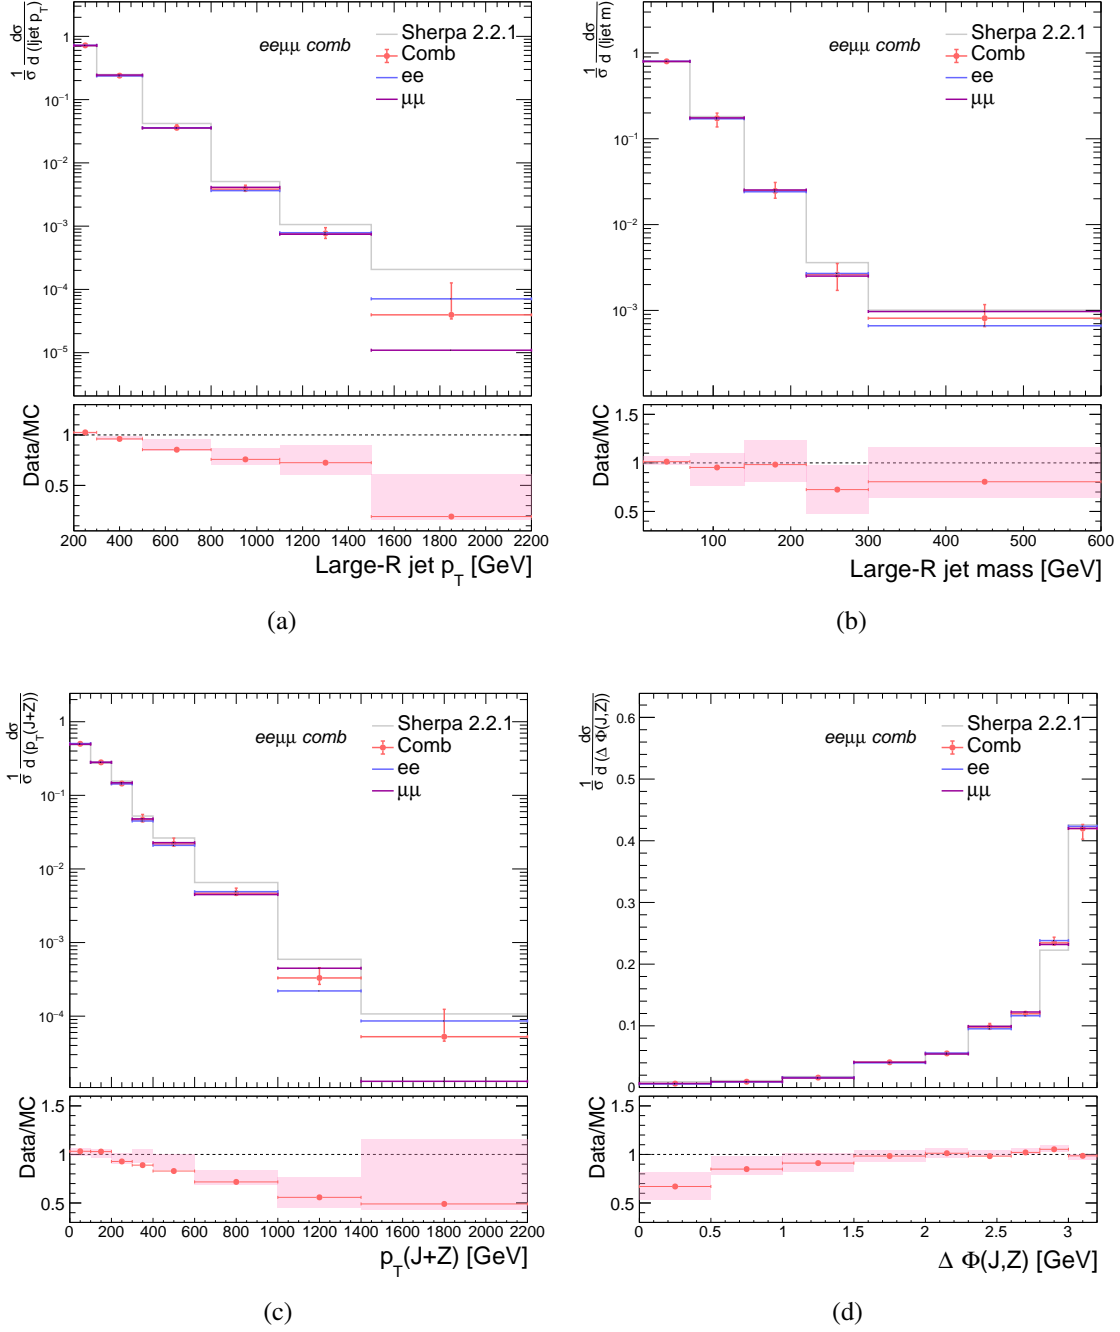 1/σ dσ/d (ljet p_T)
eeμμ comb
Sherpa 2.2.1
Comb
ee
μμ
1
10^−1
10^−2
10^−3
10^−4
10^−5
Data/MC
1
0.5
200 400 600 800 1000 1200 1400 1600 1800 2000 2200
Large-R jet p_T [GeV]
(a)
1/σ dσ/d (ljet m)
eeμμ comb
Sherpa 2.2.1
Comb
ee
μμ
1
10^−1
10^−2
10^−3
Data/MC
1.5
1
0.5
100 200 300 400 500 600
Large-R jet mass [GeV]
(b)
1/σ dσ/d (p_T(J+Z))
eeμμ comb
Sherpa 2.2.1
Comb
ee
μμ
1
10^−1
10^−2
10^−3
10^−4
Data/MC
1.5
1
0.5
0 200 400 600 800 1000 1200 1400 1600 1800 2000 2200
p_T(J+Z) [GeV]
(c)
1/σ dσ/d (Δ Φ(J,Z))
eeμμ comb
Sherpa 2.2.1
Comb
ee
μμ
0.6
0.5
0.4
0.3
0.2
0.1
0
Data/MC
1.5
1
0.5
0 0.5 1 1.5 2 2.5 3
Δ Φ(J,Z) [GeV]
(d)